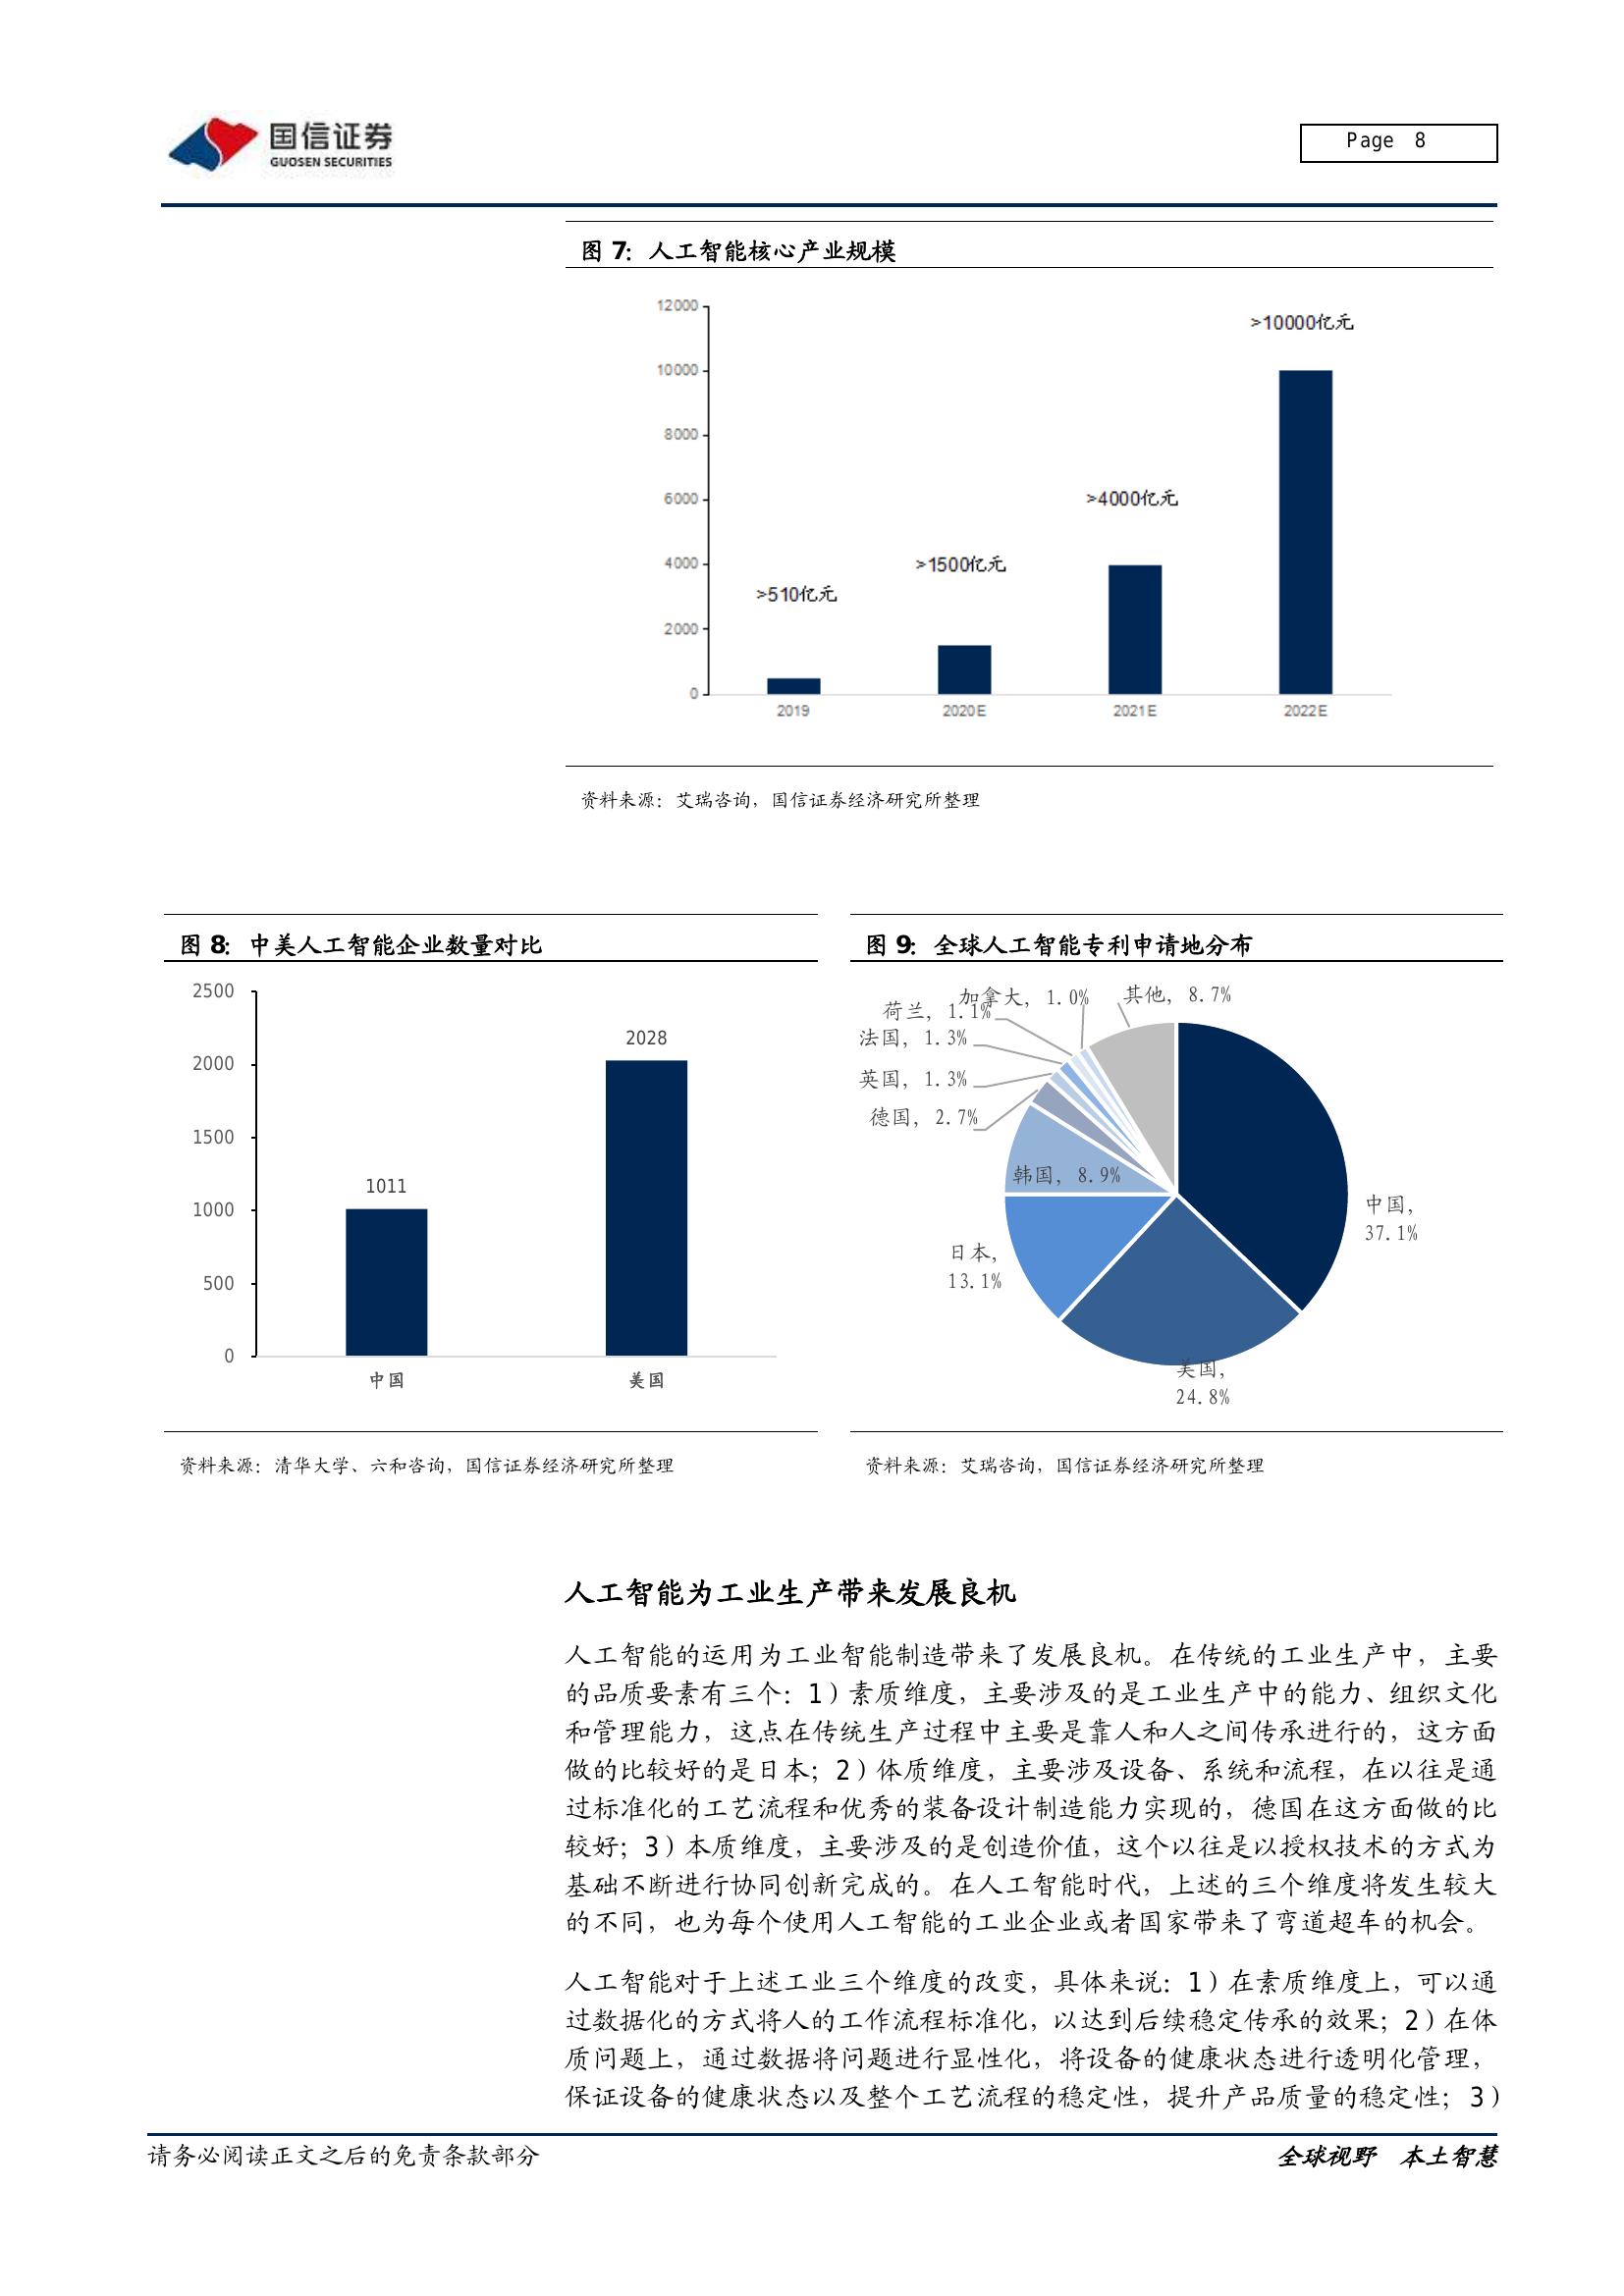 国信证券
GUOSEN SECURITIES
Page 8
图 7：人工智能核心产业规模
12000
10000
8000
6000
4000
2000
0
>510亿元
>1500亿元
>4000亿元
>10000亿元
2019
2020E
2021E
2022E
资料来源：艾瑞咨询，国信证券经济研究所整理
图 8：中美人工智能企业数量对比
2500
2000
1500
1000
500
0
1011
2028
中国
美国
资料来源：清华大学、六和咨询，国信证券经济研究所整理
图 9：全球人工智能专利申请地分布
加拿大, 1.0%
其他, 8.7%
荷兰, 1.1%
法国, 1.3%
英国, 1.3%
德国, 2.7%
韩国, 8.9%
中国,
37.1%
日本,
13.1%
美国,
24.8%
资料来源：艾瑞咨询，国信证券经济研究所整理
人工智能为工业生产带来发展良机
人工智能的运用为工业智能制造带来了发展良机。在传统的工业生产中，主要
的品质要素有三个：1）素质维度，主要涉及的是工业生产中的能力、组织文化
和管理能力，这点在传统生产过程中主要是靠人和人之间传承进行的，这方面
做的比较好的是日本；2）体质维度，主要涉及设备、系统和流程，在以往是通
过标准化的工艺流程和优秀的装备设计制造能力实现的，德国在这方面做的比
较好；3）本质维度，主要涉及的是创造价值，这个以往是以授权技术的方式为
基础不断进行协同创新完成的。在人工智能时代，上述的三个维度将发生较大
的不同，也为每个使用人工智能的工业企业或者国家带来了弯道超车的机会。
人工智能对于上述工业三个维度的改变，具体来说：1）在素质维度上，可以通
过数据化的方式将人的工作流程标准化，以达到后续稳定传承的效果；2）在体
质问题上，通过数据将问题进行显性化，将设备的健康状态进行透明化管理，
保证设备的健康状态以及整个工艺流程的稳定性，提升产品质量的稳定性；3）
请务必阅读正文之后的免责条款部分
全球视野 本土智慧